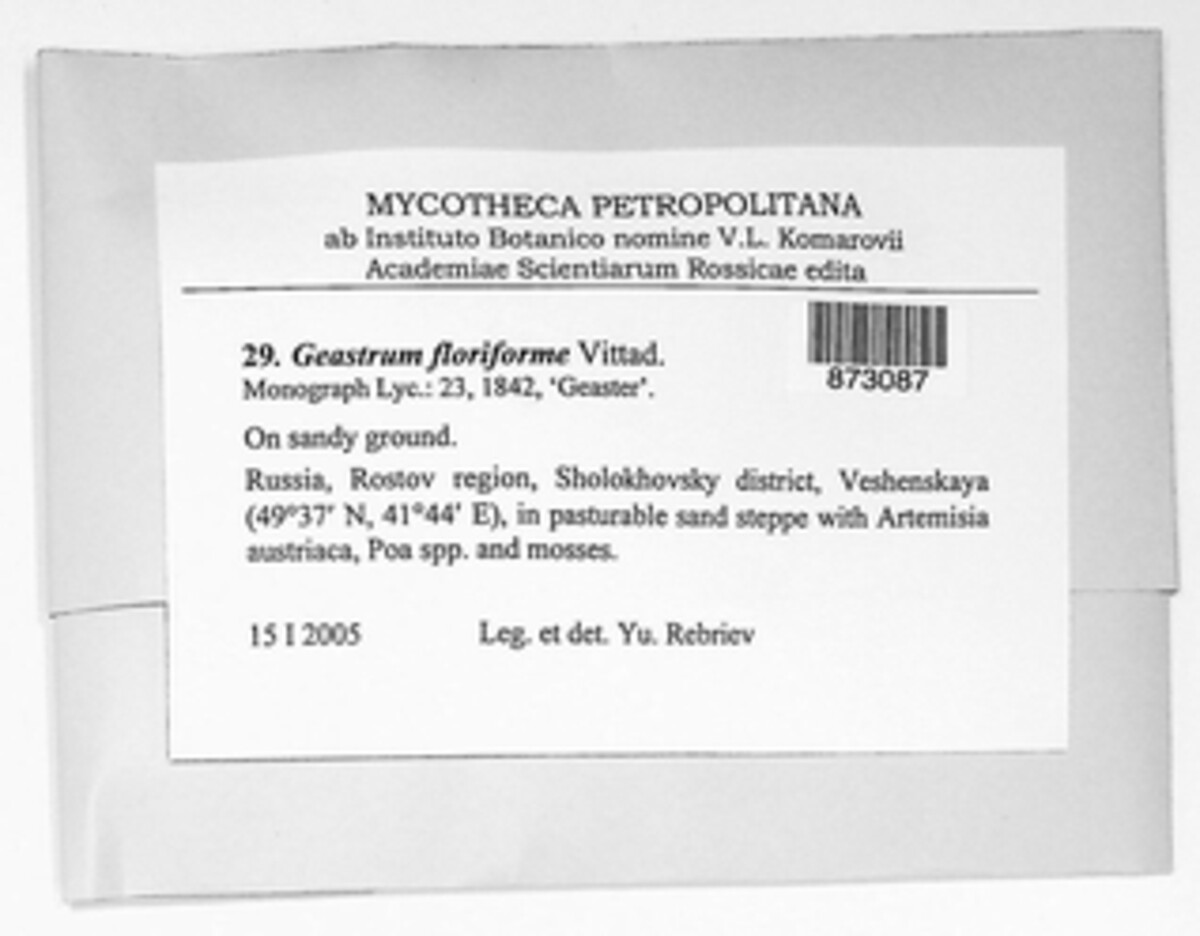 MYCOTHECA PETROPOLITANA
ab Instituto Botanico nomine V.L. Komarovii
Academiae Scientiarum Rossicae edita
29. Geastrum floriforme Vittad.
Monograph Lyc.: 23, 1842, ‘Geaster’.
873087
On sandy ground.
Russia, Rostov region, Sholokhovsky district, Veshenskaya
(49°37′ N, 41°44′ E), in pasturable sand steppe with Artemisia
austriaca, Poa spp. and mosses.
15 I 2005 Leg. et det. Yu. Rebriev